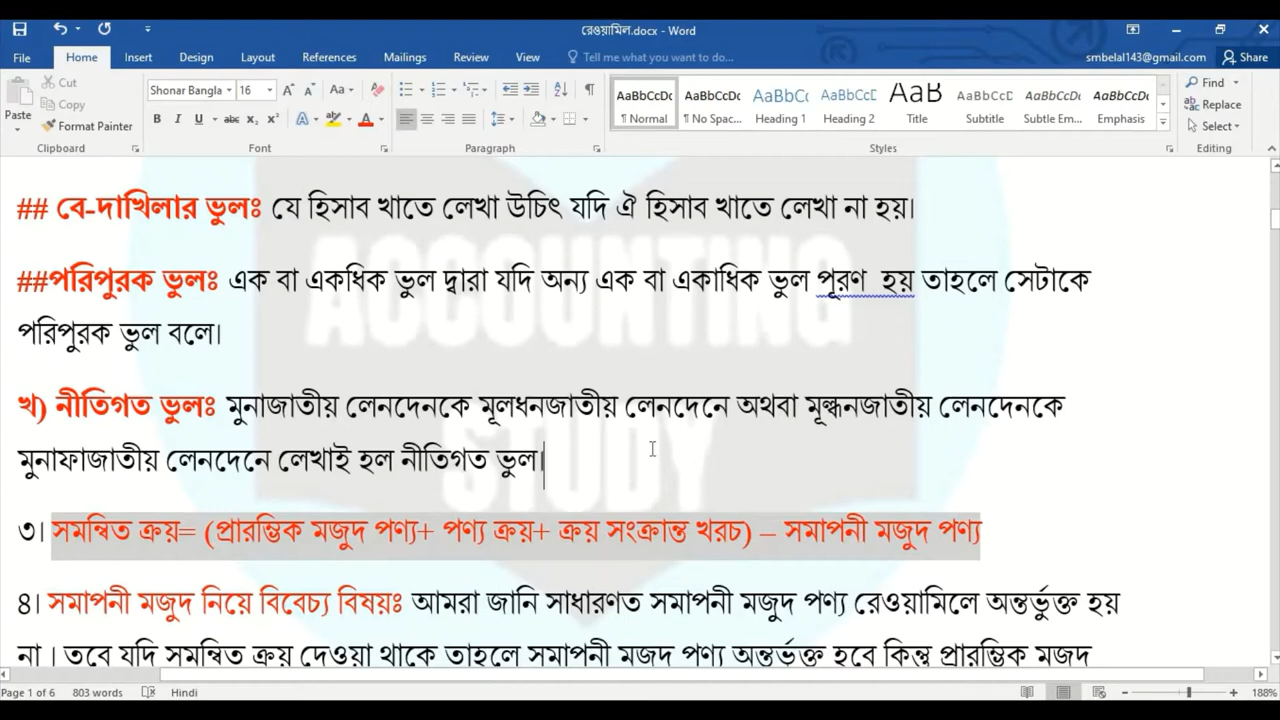 রেওয়ামিল.docx - Word
File Home Insert Design Layout References Mailings Review View Tell me what you want to do... smbelal143@gmail.com Share
Paste Cut Copy Format Painter
Shonar Bangla 16
AaBbCcDc AaBbCcDc AaBbCc AaBbCcC AaB AaBbCcD AaBbCcDc AaBbCcDc
¶ Normal ¶ No Spac... Heading 1 Heading 2 Title Subtitle Subtle Em... Emphasis
Find Replace Select
Clipboard Font Paragraph Styles Editing
ACCOUNTING
STUDY
## বে-দাখিলার ভুলঃ যে হিসাব খাতে লেখা উচিৎ যদি ঐ হিসাব খাতে লেখা না হয়।
##পরিপুরক ভুলঃ এক বা একধিক ভুল দ্বারা যদি অন্য এক বা একাধিক ভুল পূরণ হয় তাহলে সেটাকে
পরিপুরক ভুল বলে।
খ) নীতিগত ভুলঃ মুনাজাতীয় লেনদেনকে মূলধনজাতীয় লেনদেনে অথবা মূল্ধনজাতীয় লেনদেনকে
মুনাফাজাতীয় লেনদেনে লেখাই হল নীতিগত ভুল।
৩। সমন্বিত ক্রয়= (প্রারম্ভিক মজুদ পণ্য+ পণ্য ক্রয়+ ক্রয় সংক্রান্ত খরচ) – সমাপনী মজুদ পণ্য
৪। সমাপনী মজুদ নিয়ে বিবেচ্য বিষয়ঃ আমরা জানি সাধারণত সমাপনী মজুদ পণ্য রেওয়ামিলে অন্তর্ভুক্ত হয়
না। তবে যদি সমন্বিত ক্রয় দেওয়া থাকে তাহলে সমাপনী মজুদ পণ্য অন্তর্ভুক্ত হবে কিন্তু প্রারম্ভিক মজুদ
Page 1 of 6 803 words Hindi 188%